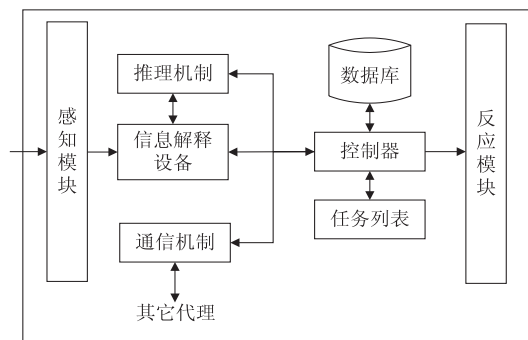 感知模块
推理机制
信息解释
设备
通信机制
其它代理
数据库
控制器
任务列表
反应模块